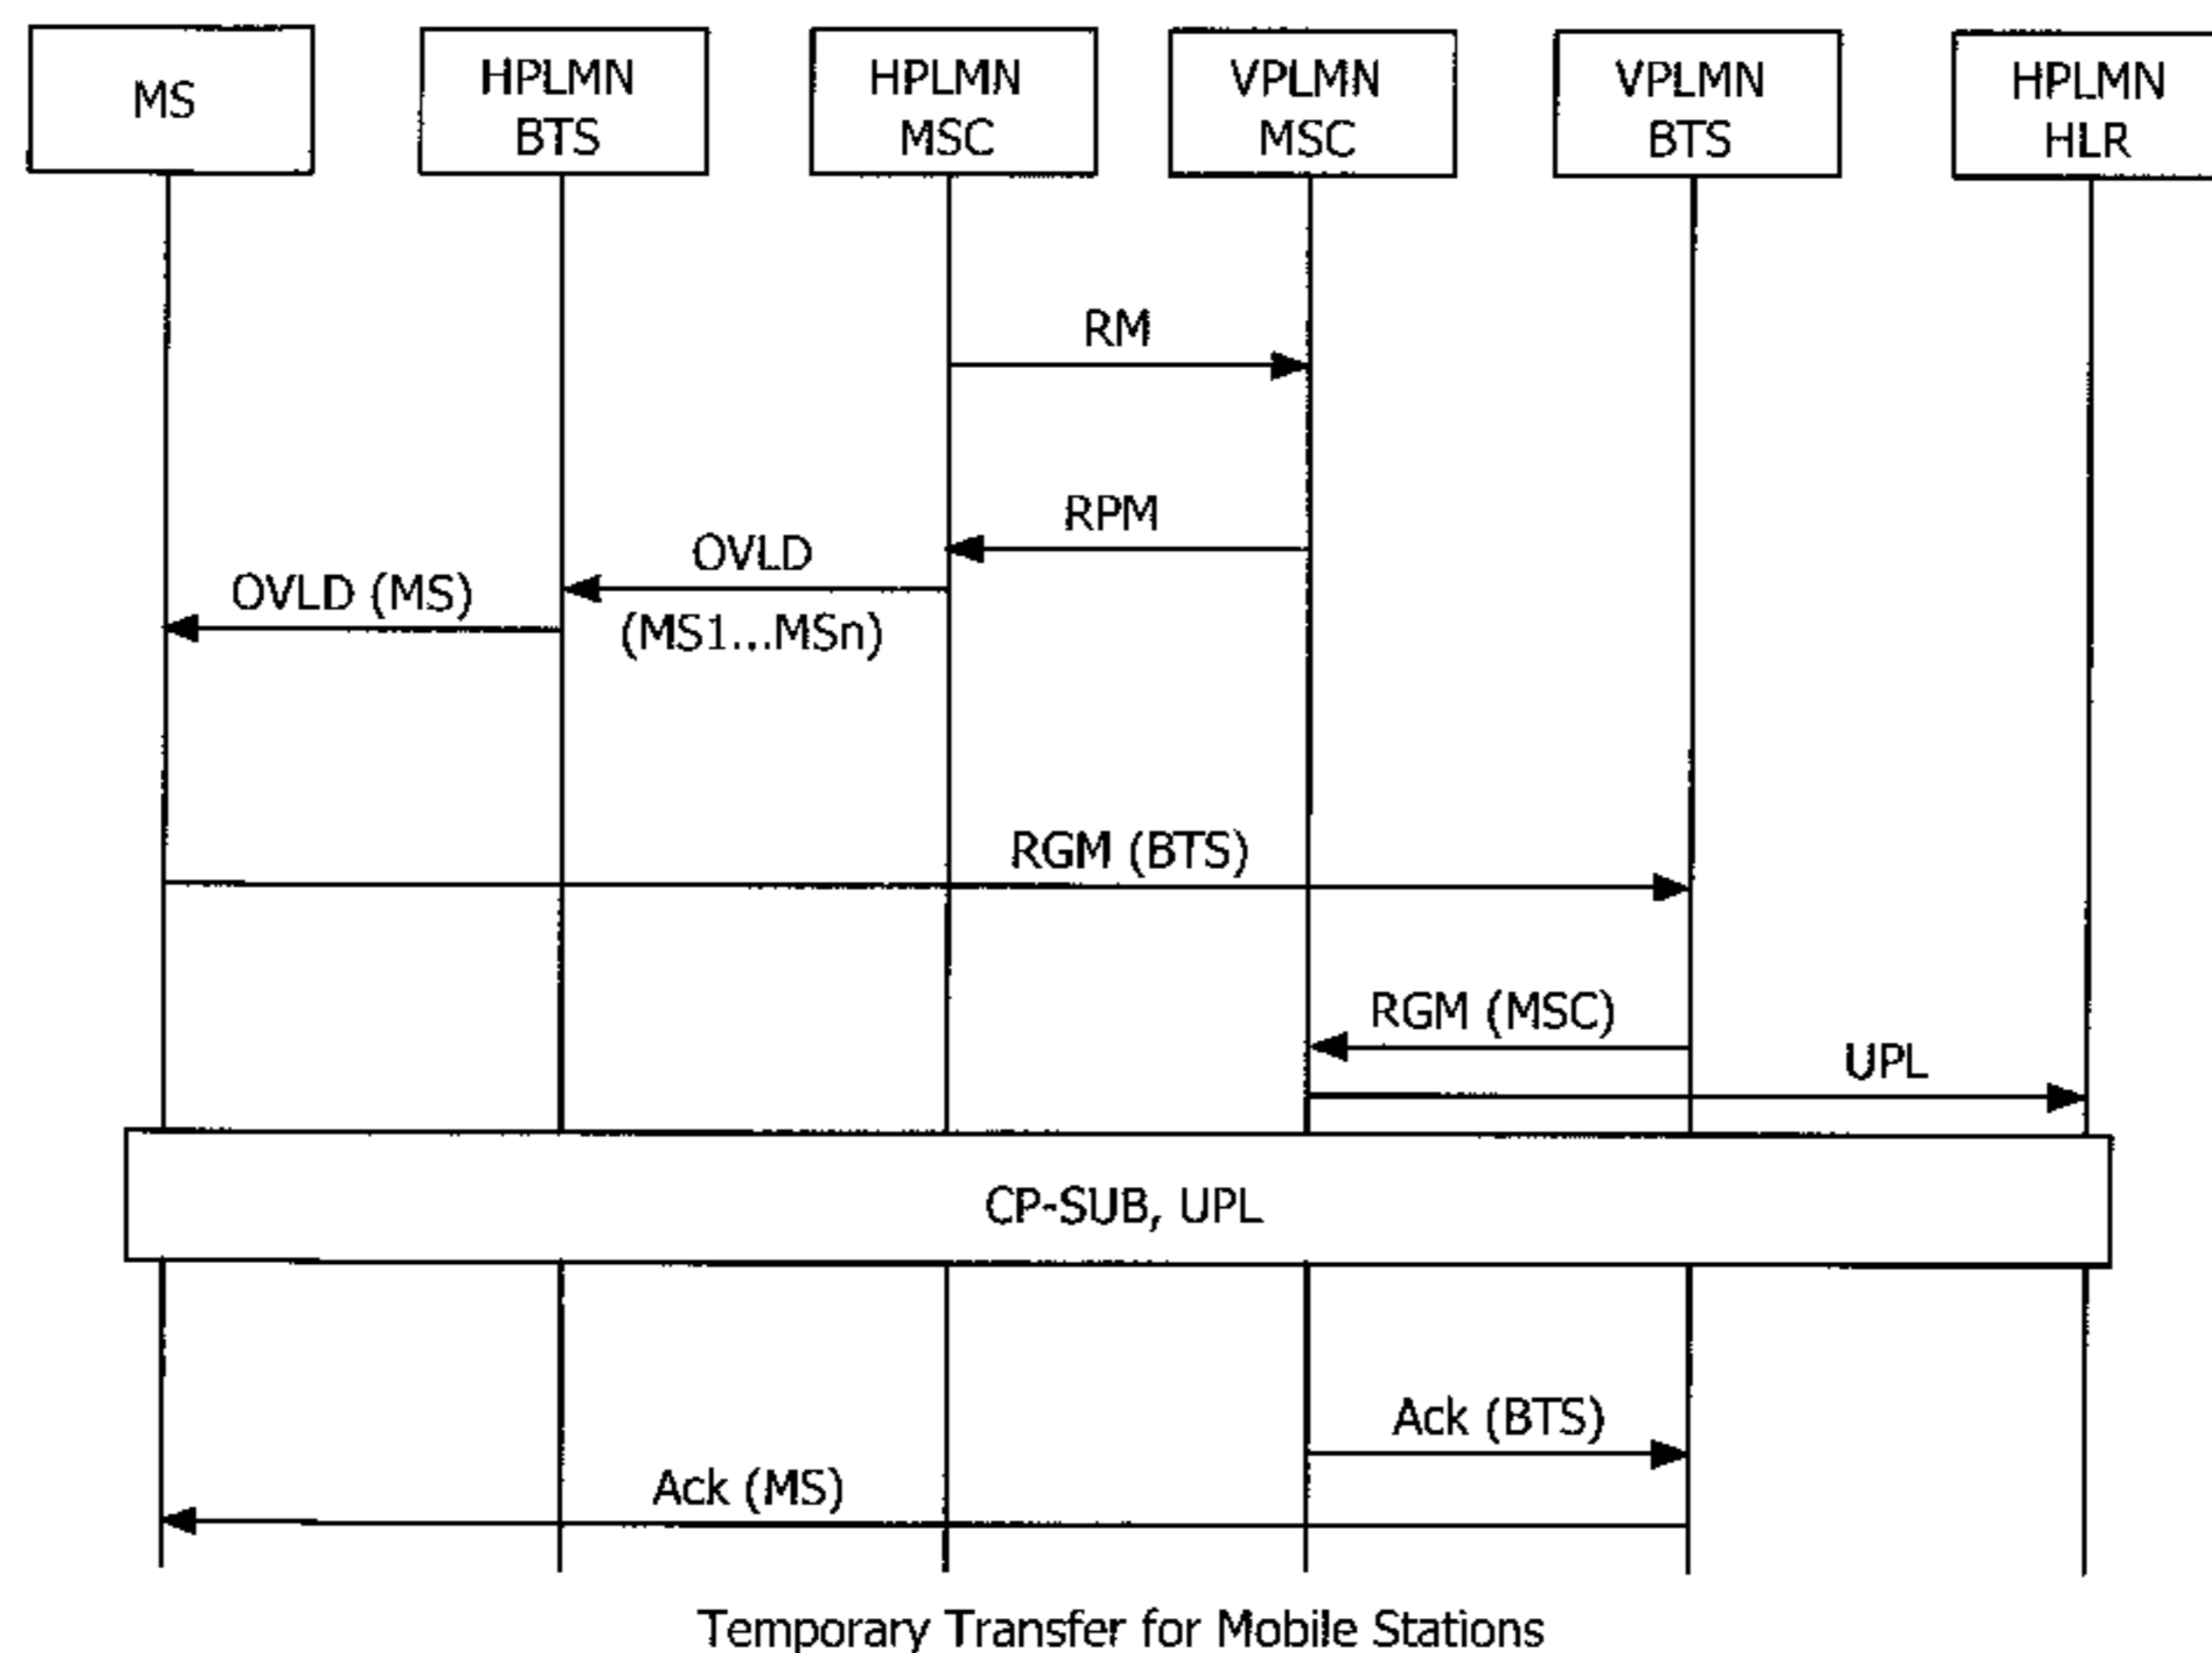 MS
HPLMN
BTS
HPLMN
MSC
VPLMN
MSC
VPLMN
BTS
HPLMN
HLR
RM
RPM
OVLD
OVLD (MS)
(MS1...MSn)
RGM (BTS)
RGM (MSC)
UPL
CP-SUB, UPL
Ack (BTS)
Ack (MS)
Temporary Transfer for Mobile Stations